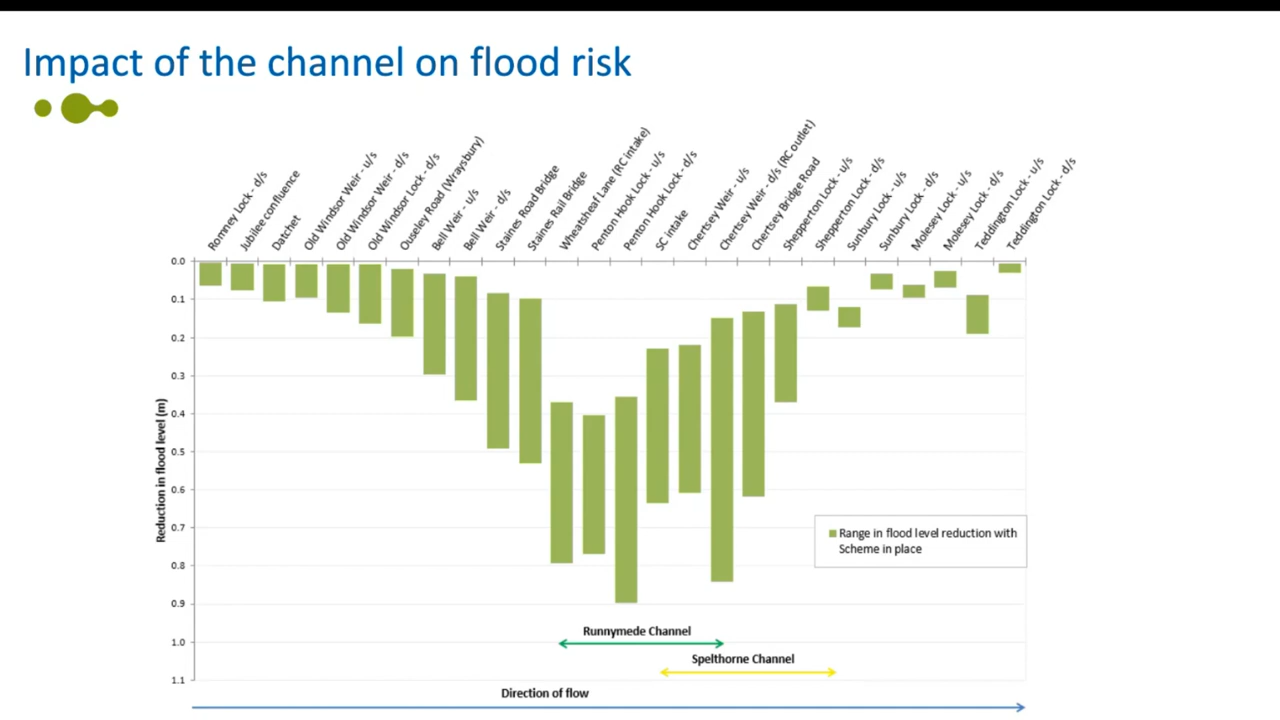 Impact of the channel on flood risk
Romney Lock - d/s
Jubilee confluence
Datchet
Old Windsor Weir - u/s
Old Windsor Weir - d/s
Old Windsor Lock - d/s
Ouseley Road (Wraysbury)
Bell Weir - u/s
Bell Weir - d/s
Staines Road Bridge
Staines Rail Bridge
Wheatsheaf Lane (RC intake)
Penton Hook Lock - u/s
Penton Hook Lock - d/s
SC intake
Chertsey Weir - u/s
Chertsey Weir - d/s (RC outlet)
Chertsey Bridge Road
Shepperton Lock - u/s
Shepperton Lock - d/s
Sunbury Lock - u/s
Sunbury Lock - d/s
Molesey Lock - u/s
Molesey Lock - d/s
Teddington Lock - u/s
Teddington Lock - d/s
0.0
0.1
0.2
0.3
0.4
0.5
0.6
0.7
0.8
0.9
1.0
1.1
Reduction in flood level (m)
Range in flood level reduction with
Scheme in place
Runnymede Channel
Spelthorne Channel
Direction of flow